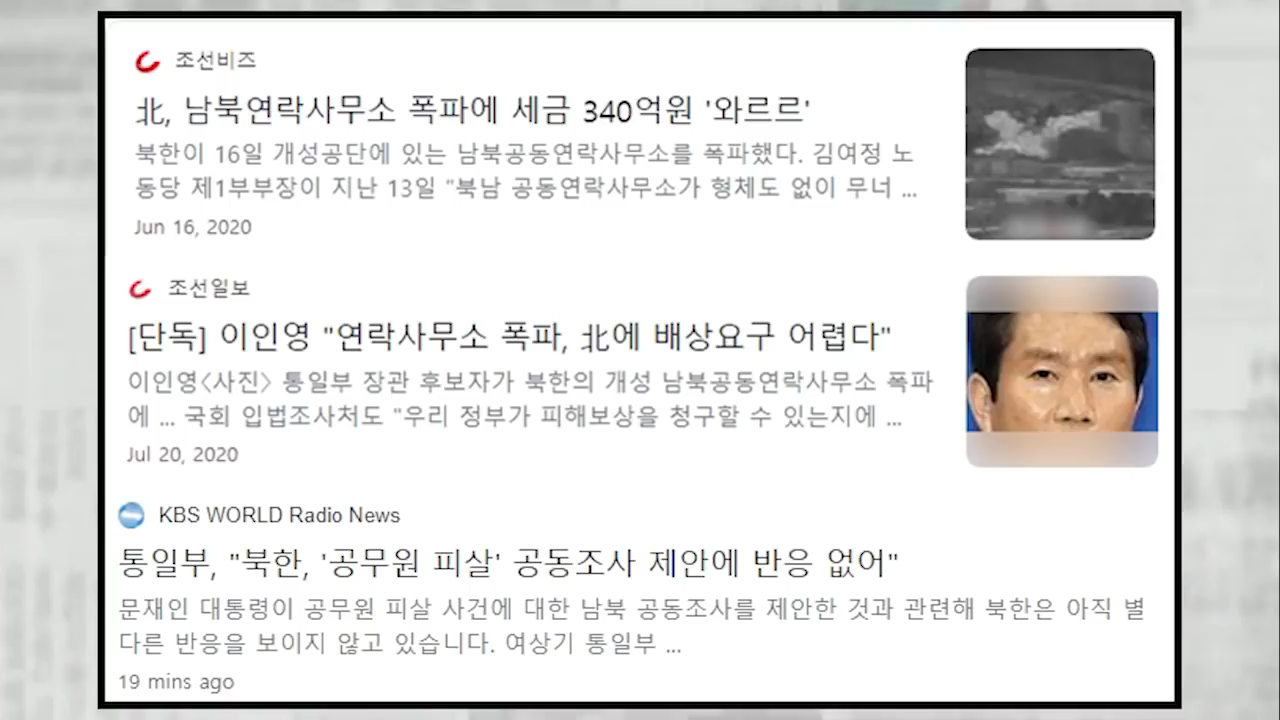 조선비즈
北, 남북연락사무소 폭파에 세금 340억원 '와르르'
북한이 16일 개성공단에 있는 남북공동연락사무소를 폭파했다. 김여정 노
동당 제1부부장이 지난 13일 "북남 공동연락사무소가 형체도 없이 무너 ...
Jun 16, 2020
조선일보
[단독] 이인영 "연락사무소 폭파, 北에 배상요구 어렵다"
이인영〈사진〉 통일부 장관 후보자가 북한의 개성 남북공동연락사무소 폭파
에 ... 국회 입법조사처도 "우리 정부가 피해보상을 청구할 수 있는지에 ...
Jul 20, 2020
KBS WORLD Radio News
통일부, "북한, '공무원 피살' 공동조사 제안에 반응 없어"
문재인 대통령이 공무원 피살 사건에 대한 남북 공동조사를 제안한 것과 관련해 북한은 아직 별
다른 반응을 보이지 않고 있습니다. 여상기 통일부 ...
19 mins ago